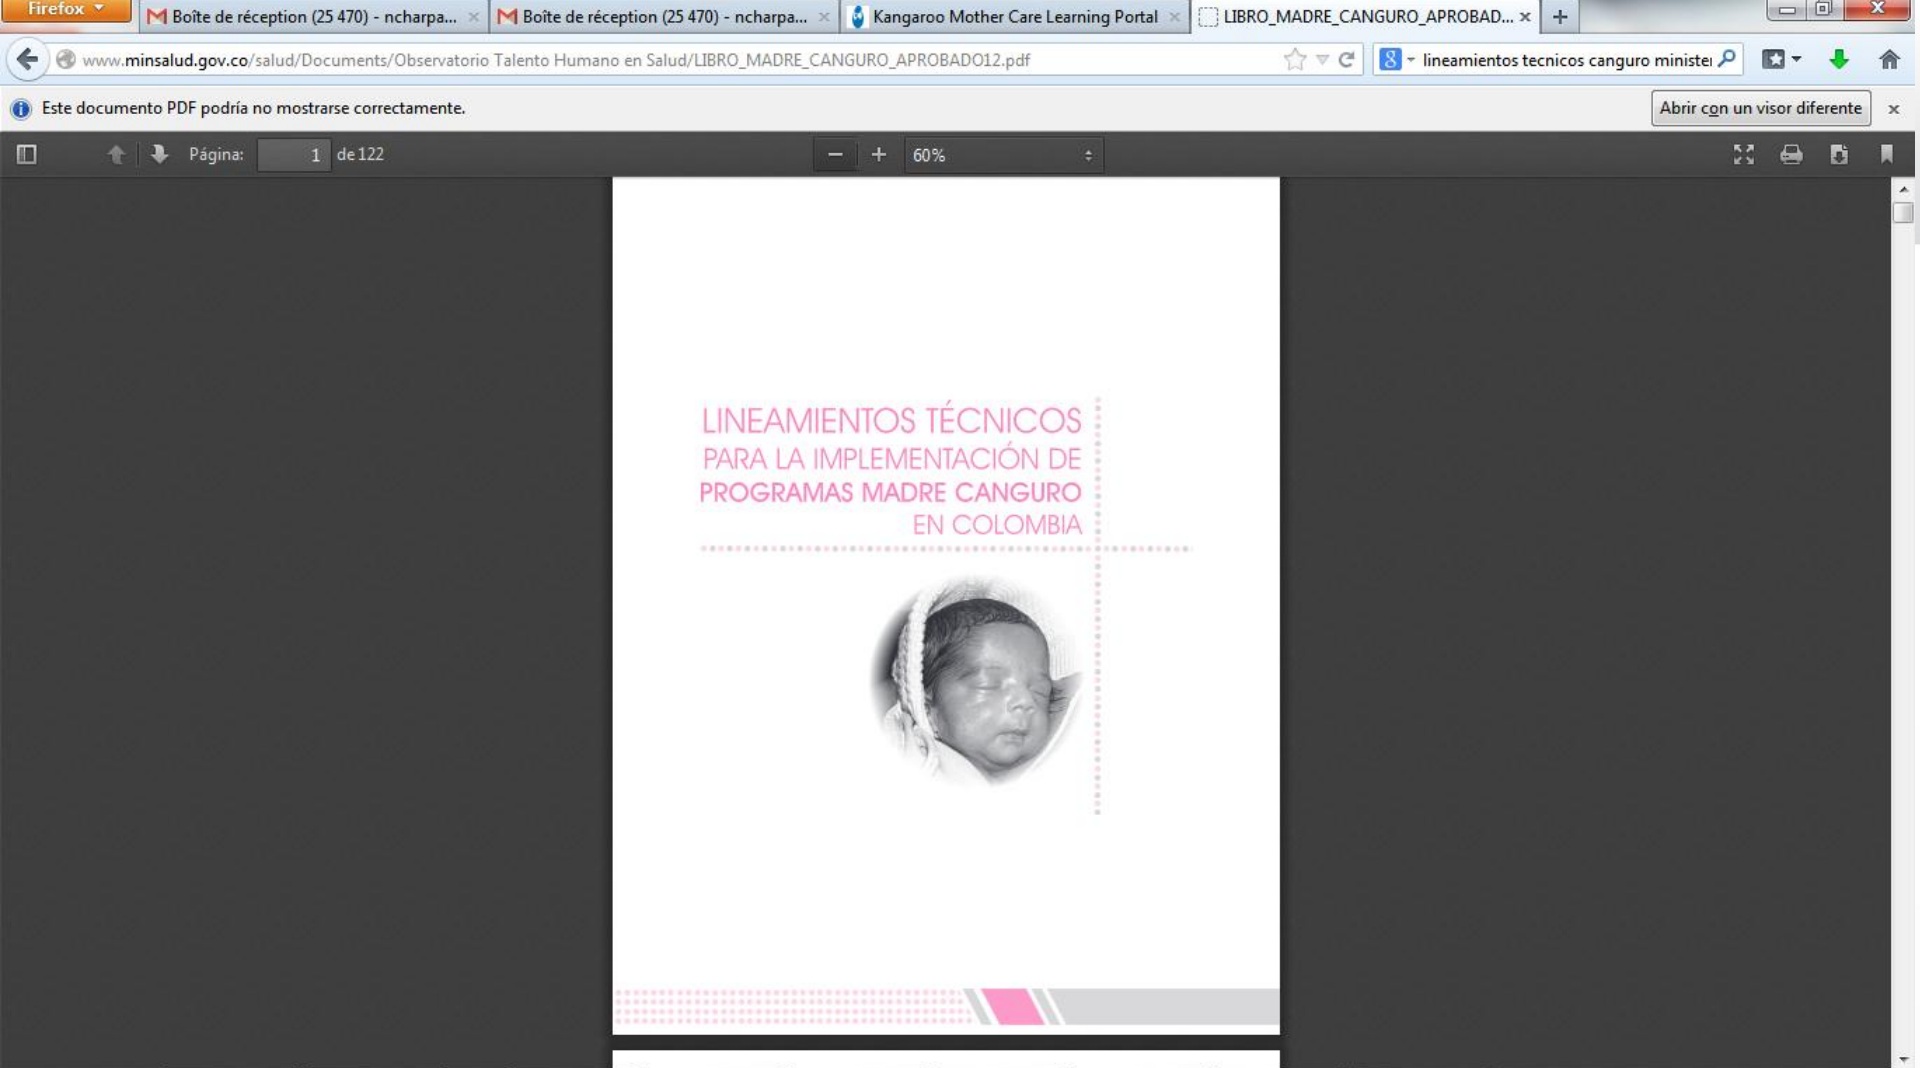 Firefox
Boîte de réception (25 470) - ncharpa...
Boîte de réception (25 470) - ncharpa...
Kangaroo Mother Care Learning Portal
LIBRO_MADRE_CANGURO_APROBAD...
www.minsalud.gov.co/salud/Documents/Observatorio Talento Humano en Salud/LIBRO_MADRE_CANGURO_APROBADO12.pdf
lineamientos tecnicos canguro minister
Este documento PDF podría no mostrarse correctamente.
Abrir con un visor diferente
Página:
1
de 122
60%
LINEAMIENTOS TÉCNICOS
PARA LA IMPLEMENTACIÓN DE
PROGRAMAS MADRE CANGURO
EN COLOMBIA